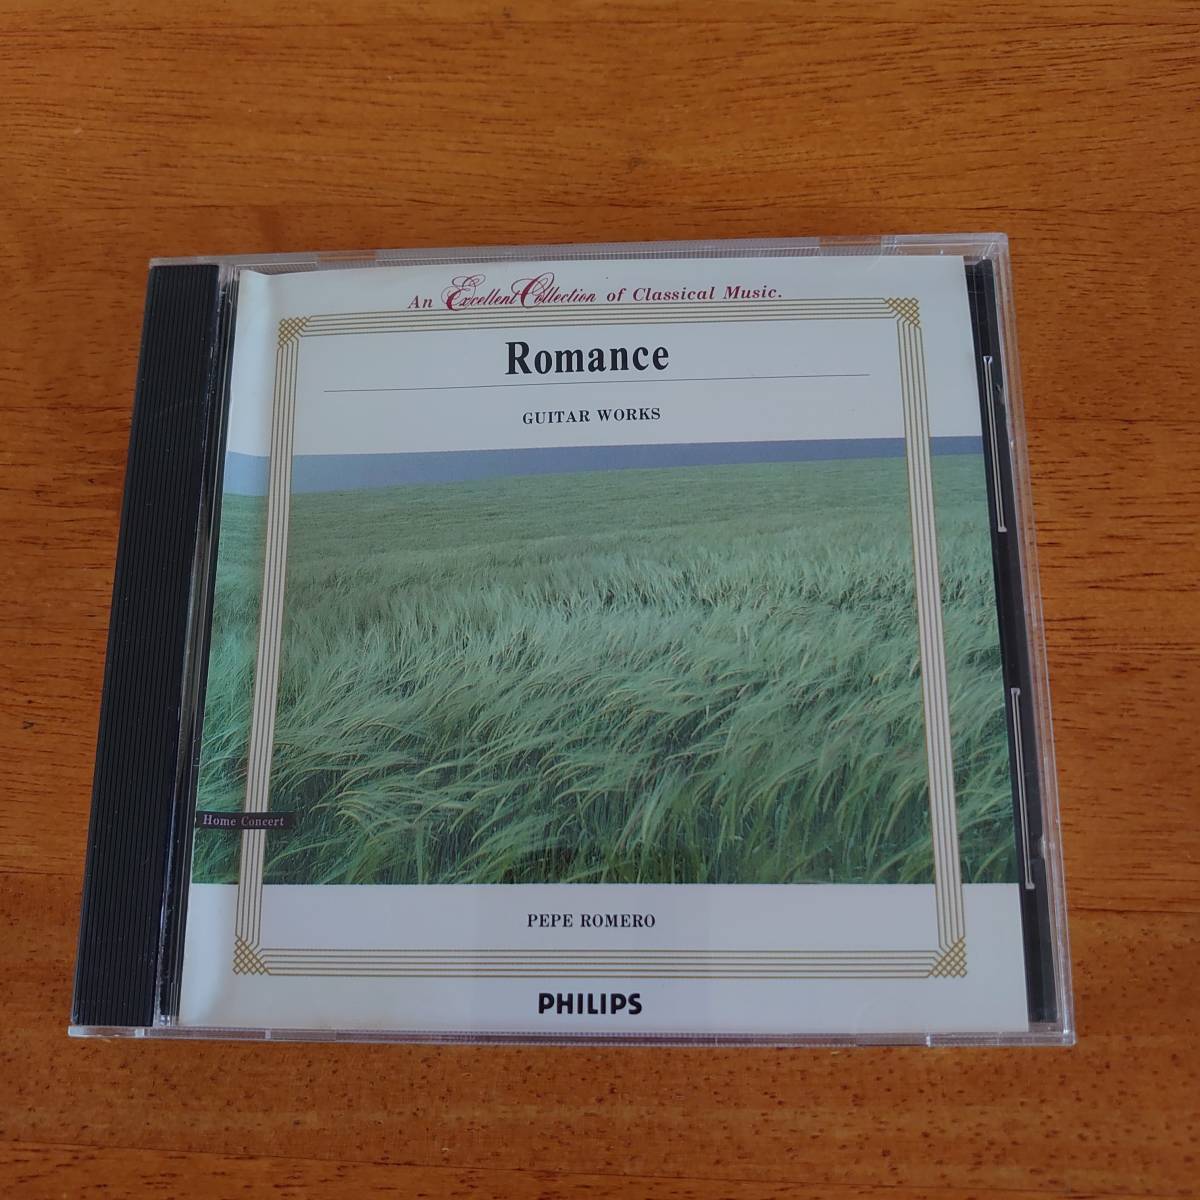 An Excellent Collection of Classical Music.
Romance
GUITAR WORKS
Home Concert
PEPE ROMERO
PHILIPS